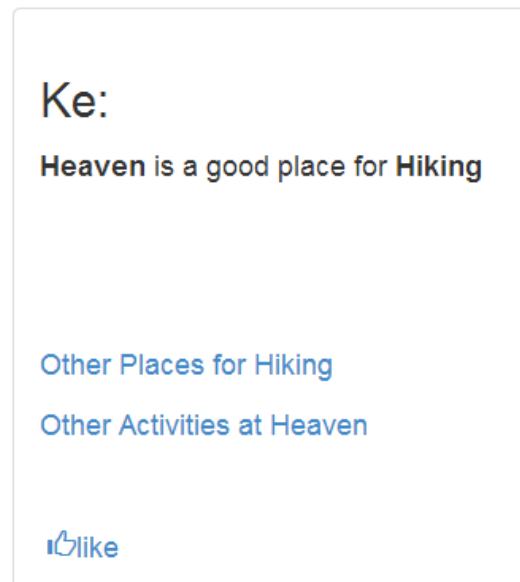 Ke:
Heaven is a good place for Hiking
Other Places for Hiking
Other Activities at Heaven
like